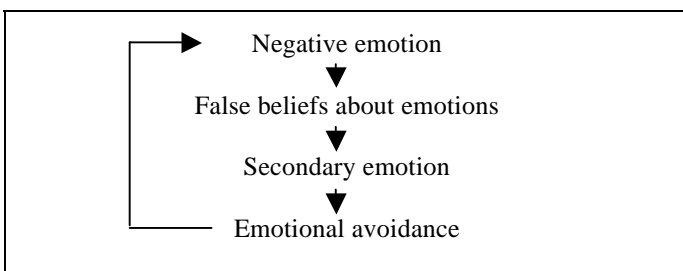 Negative emotion
False beliefs about emotions
Secondary emotion
Emotional avoidance